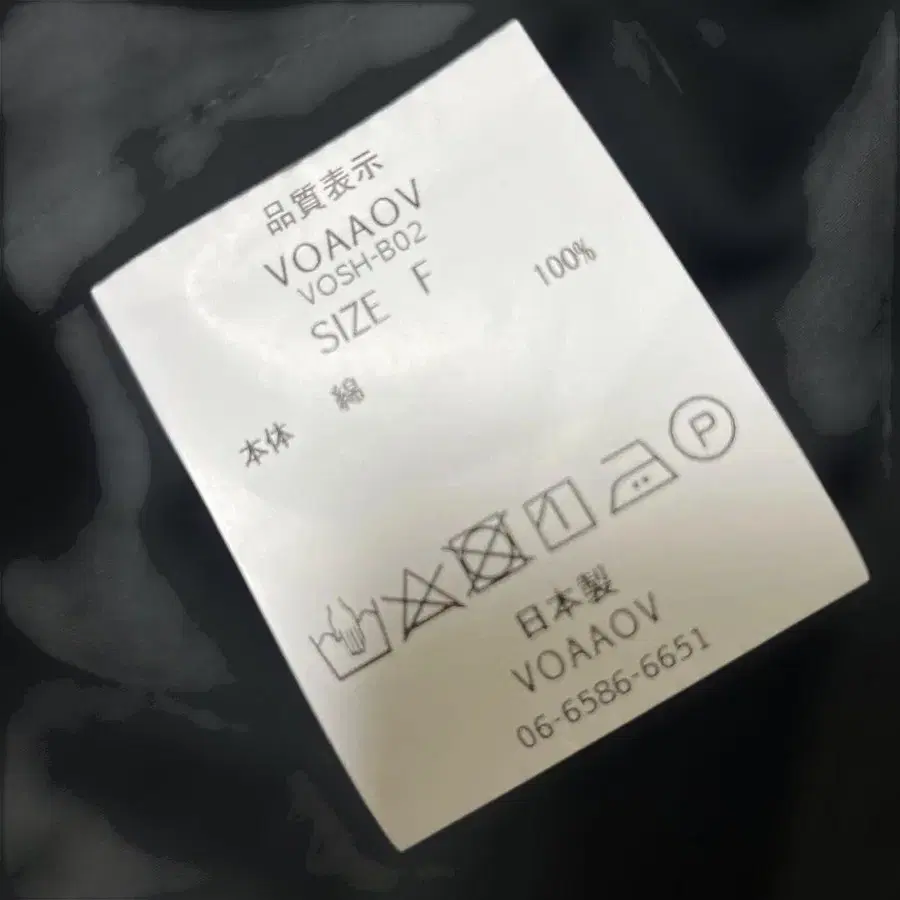 品質表示
VOAAOV
VOSH-B02
SIZE F
本体 綿 100%
P
日本製
VOAAOV
06-6586-6651